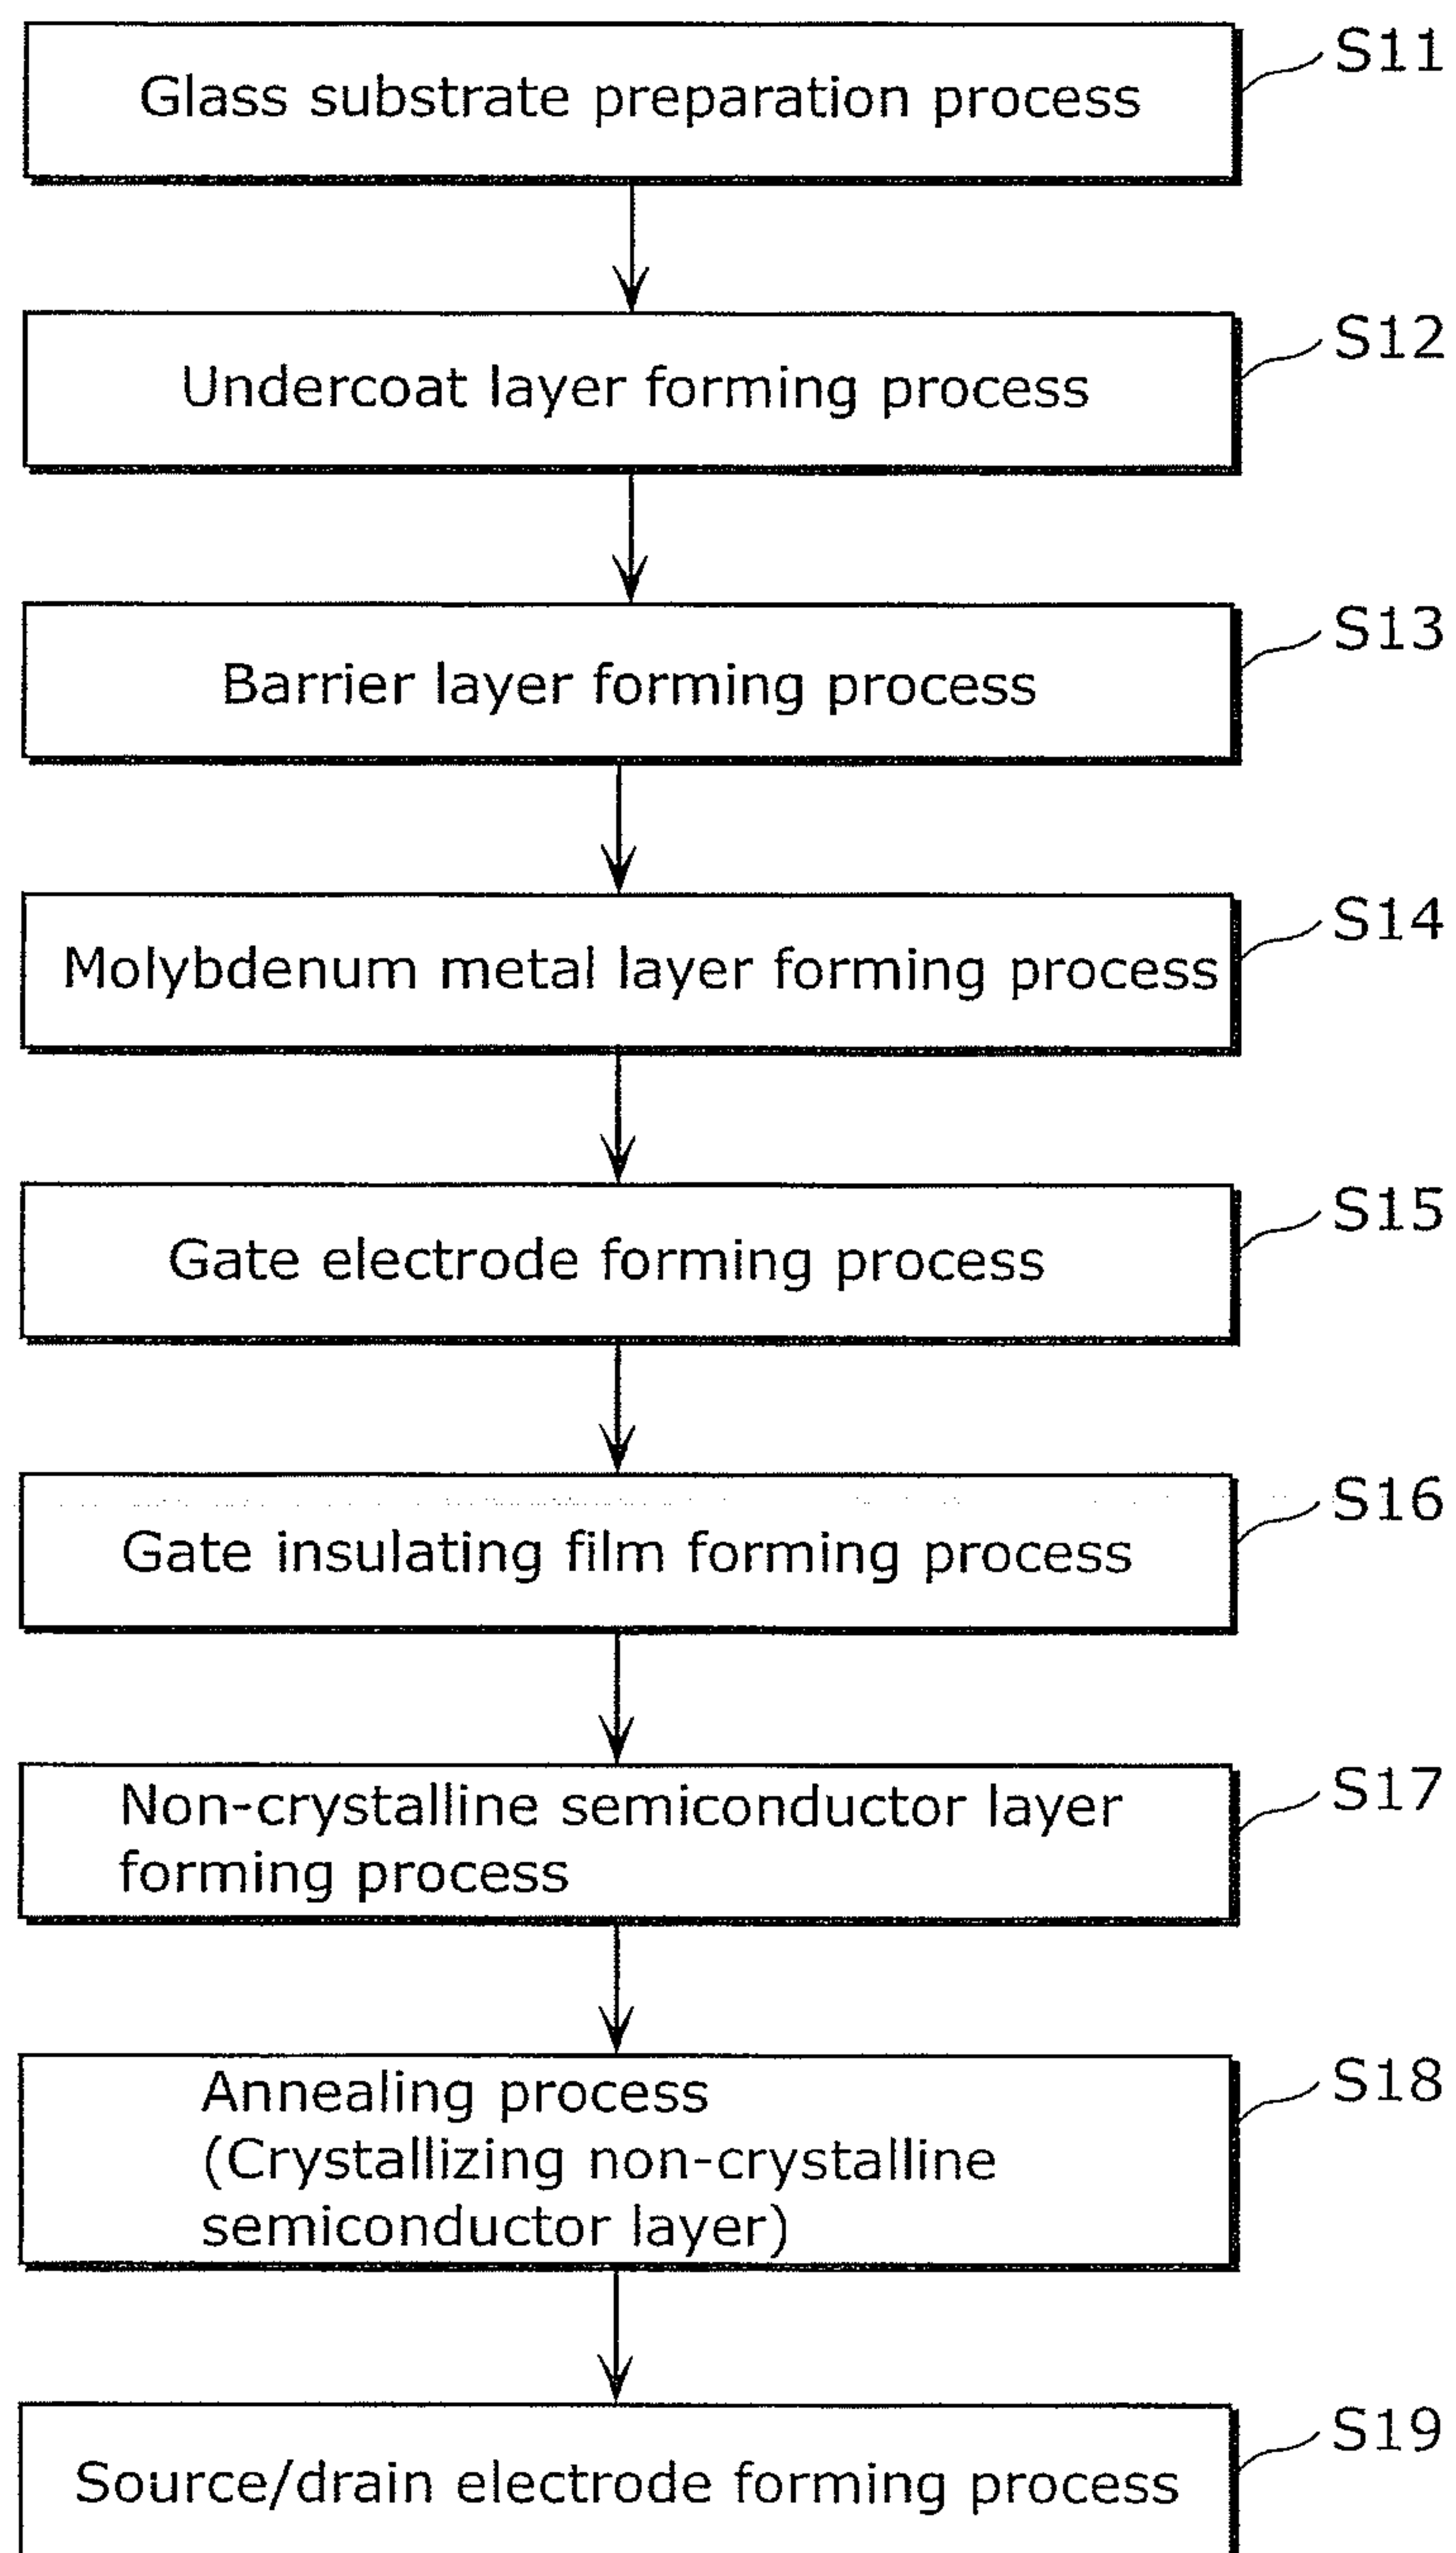 Glass substrate preparation process
S11
Undercoat layer forming process
S12
Barrier layer forming process
S13
Molybdenum metal layer forming process
S14
Gate electrode forming process
S15
Gate insulating film forming process
S16
Non-crystalline semiconductor layer
forming process
S17
Annealing process
(Crystallizing non-crystalline
semiconductor layer)
S18
Source/drain electrode forming process
S19